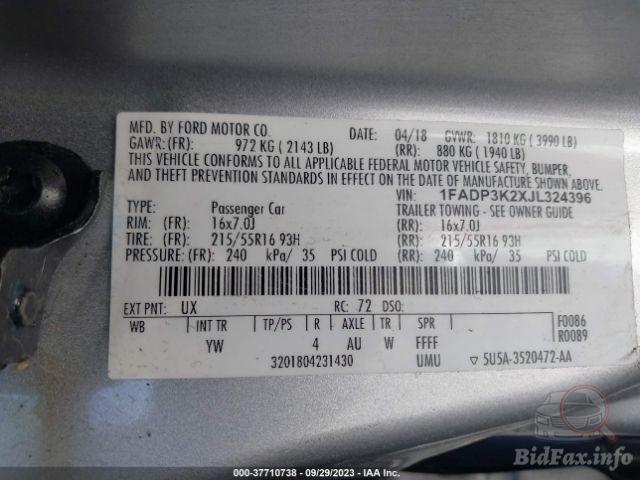 MFD. BY FORD MOTOR CO. DATE: 04/18 GVWR: 1810 KG ( 3990 LB)
GAWR:(FR): 972 KG ( 2143 LB) (RR): 880 KG ( 1940 LB)
THIS VEHICLE CONFORMS TO ALL APPLICABLE FEDERAL MOTOR VEHICLE SAFETY, BUMPER,
AND THEFT PREVENTION STANDARDS IN EFFECT ON THE DATE OF MANUFACTURE SHOWN ABOVE.
VIN: 1FADP3K2XJL324396
TYPE: Passenger Car TRAILER TOWING - SEE OWNER GUIDE
RIM: (FR): 16x7.0J (RR): 16x7.0J
TIRE: (FR): 215/55R16 93H (RR): 215/55R16 93H
PRESSURE: (FR): 240 kPa/ 35 PSI COLD (RR): 240 kPa/ 35 PSI COLD
EXT PNT: UX RC: 72 DSO: F0086
WB INT TR TP/PS R AXLE TR SPR R0089
YW 4 AU W FFFF
3201804231430 UMU ▽ 5U5A-3520472-AA
BidFax.info
000-37710738 - 09/29/2023 - IAA Inc.